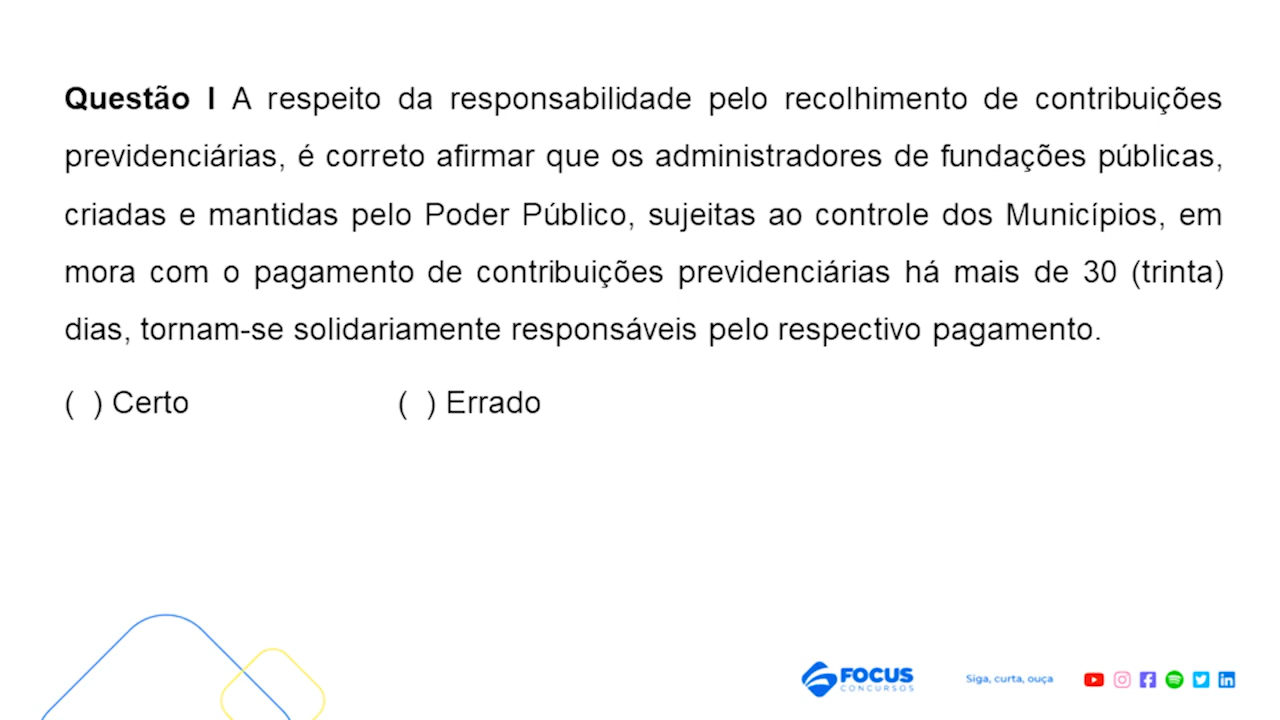 Questão I A respeito da responsabilidade pelo recolhimento de contribuições
previdenciárias, é correto afirmar que os administradores de fundações públicas,
criadas e mantidas pelo Poder Público, sujeitas ao controle dos Municípios, em
mora com o pagamento de contribuições previdenciárias há mais de 30 (trinta)
dias, tornam-se solidariamente responsáveis pelo respectivo pagamento.
( ) Certo ( ) Errado
FOCUS
CONCURSOS
Siga, curta, ouça